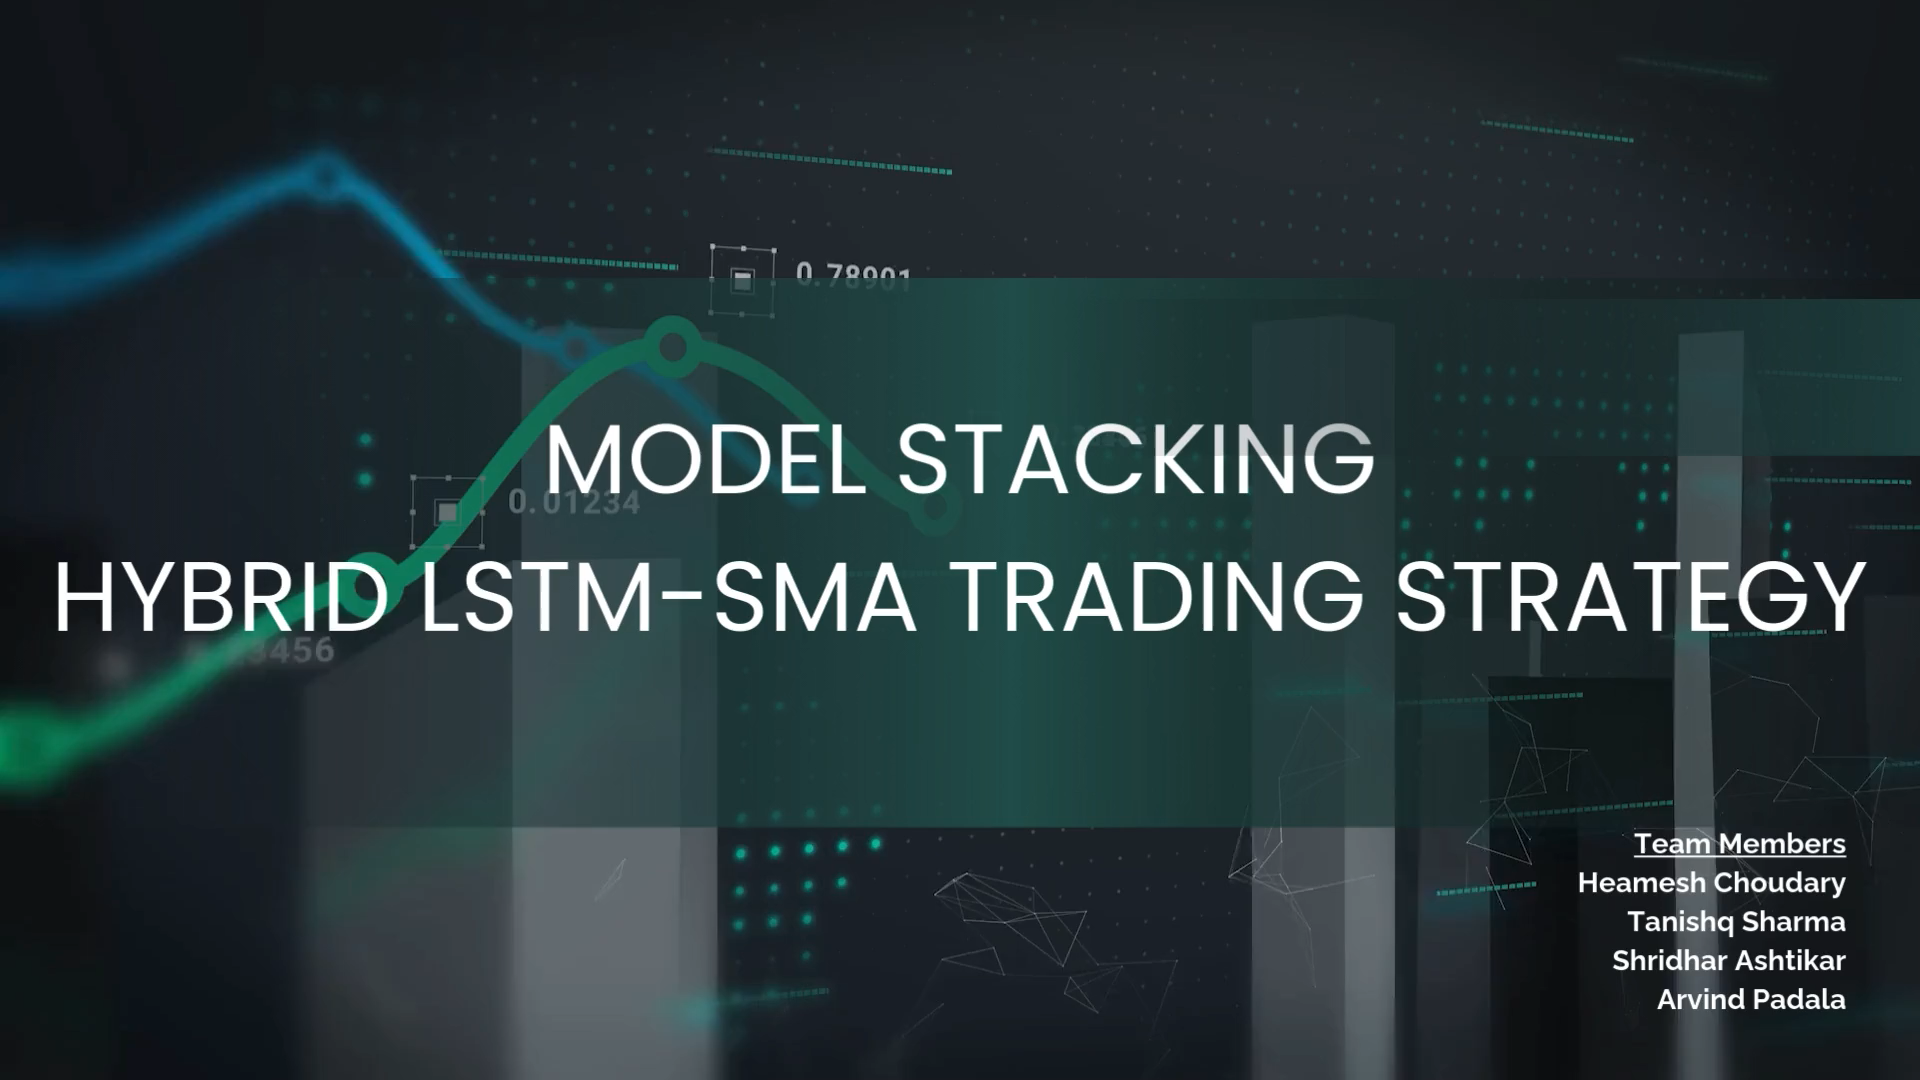 0.78901
MODEL STACKING
0.01234
HYBRID LSTM-SMA TRADING STRATEGY
3456
Team Members
Heamesh Choudary
Tanishq Sharma
Shridhar Ashtikar
Arvind Padala